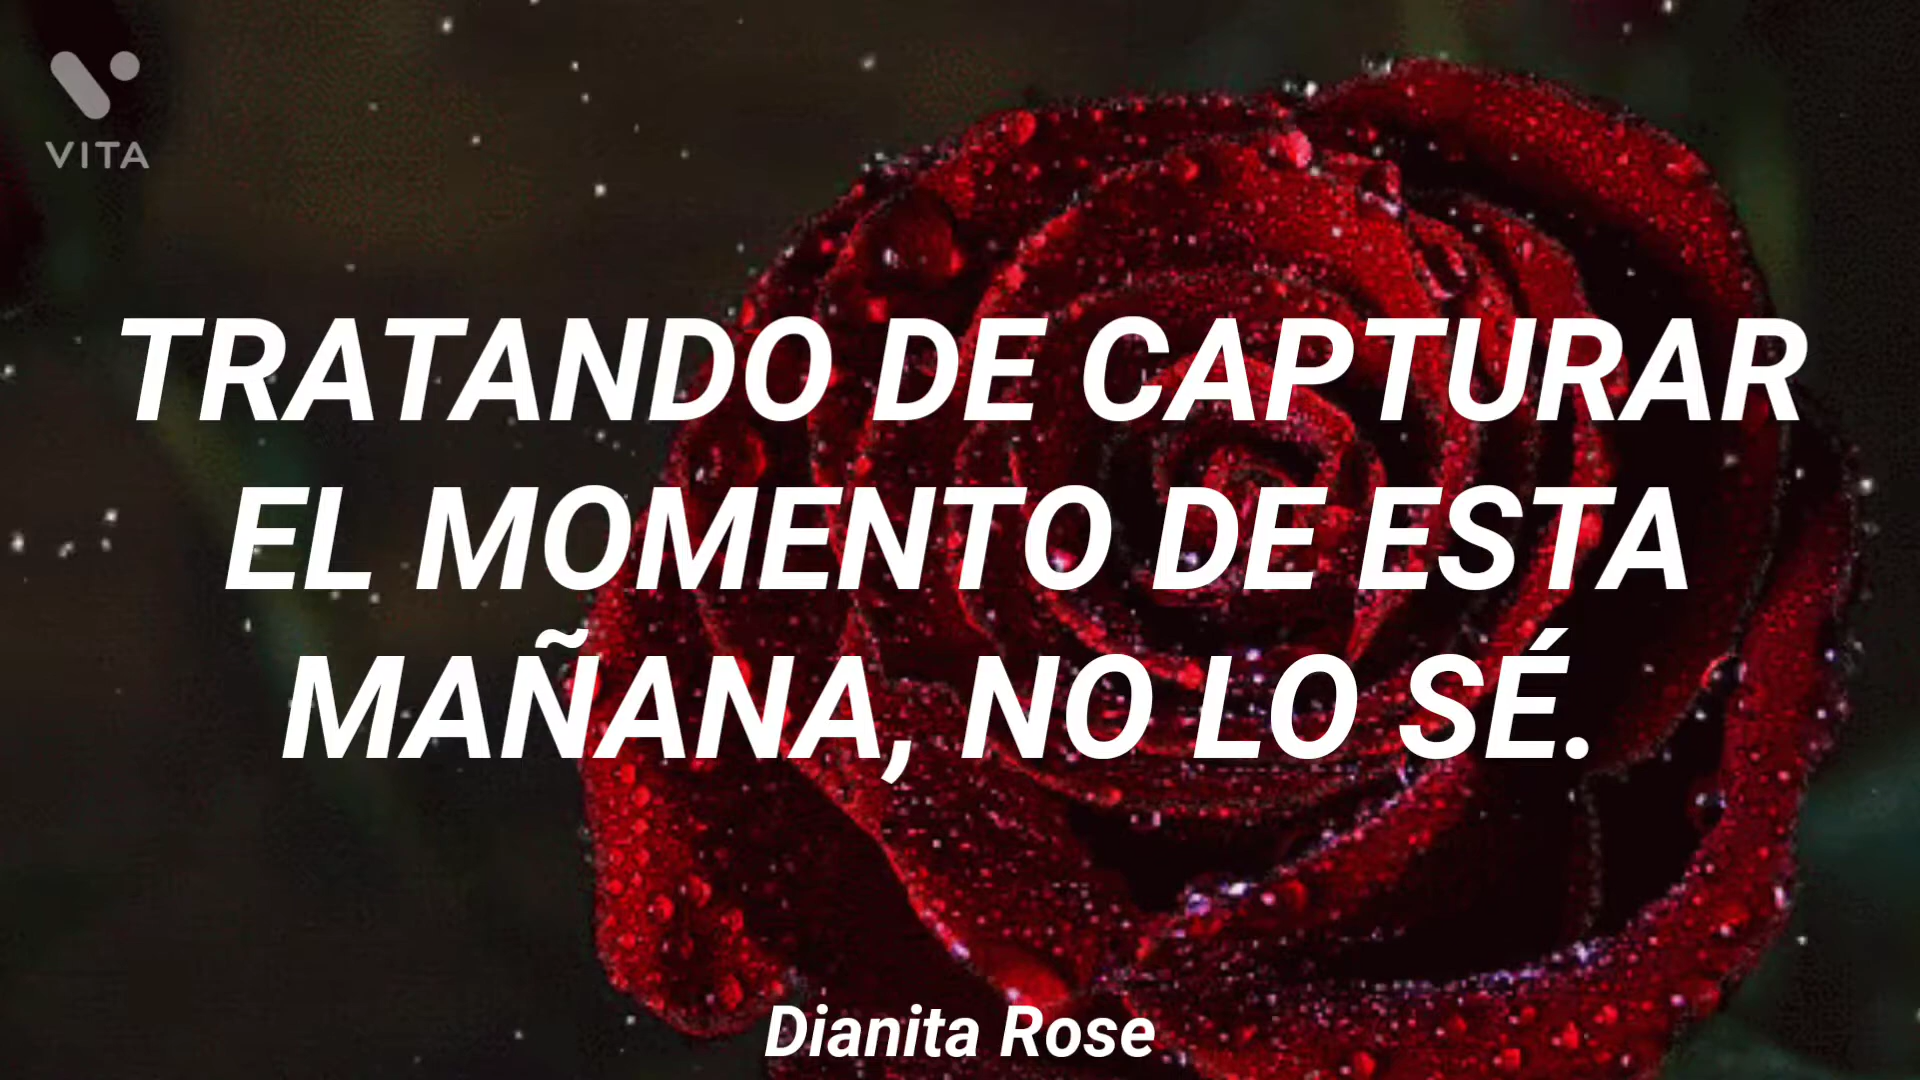 VITA
TRATANDO DE CAPTURAR
EL MOMENTO DE ESTA
MAÑANA, NO LO SÉ.
Dianita Rose